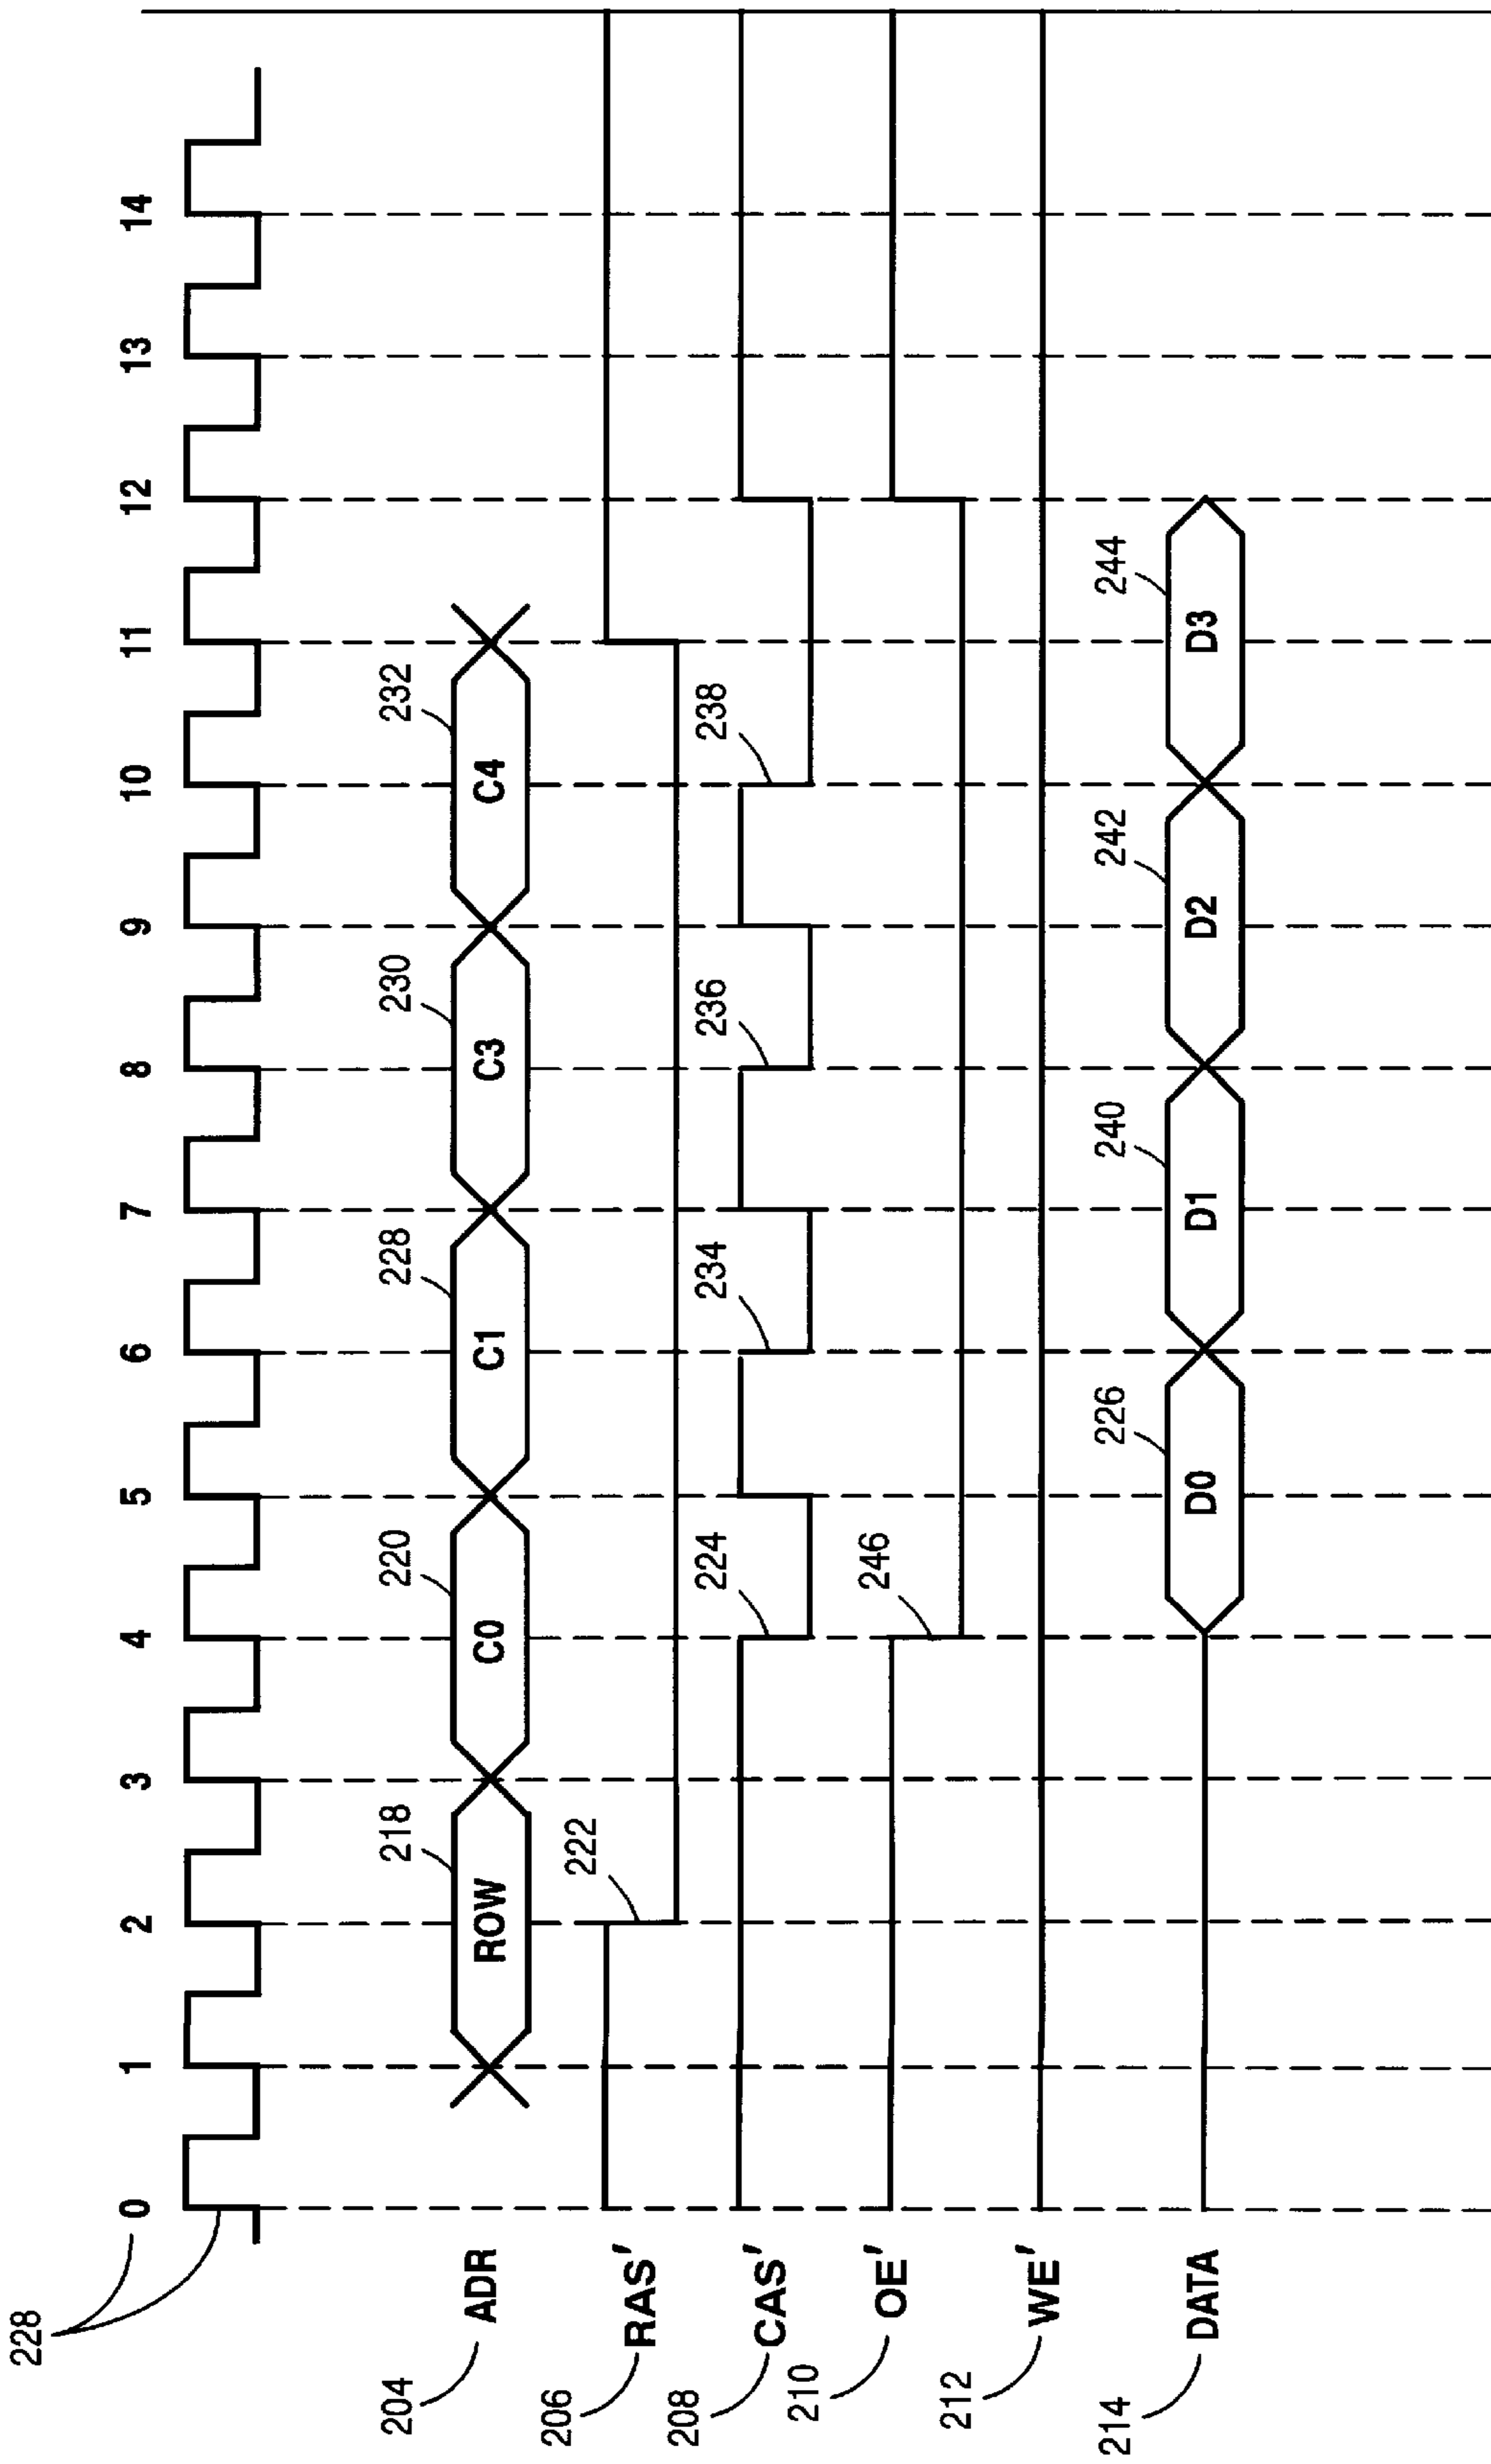 228
0 1 2 3 4 5 6 7 8 9 10 11 12 13 14
204 ADR
218 220 228 230 232
ROW C0 C1 C3 C4
206 RAS'
222
208 CAS'
224 234 236 238
210 OE'
246
212 WE'
214 DATA
226 240 242 244
D0 D1 D2 D3